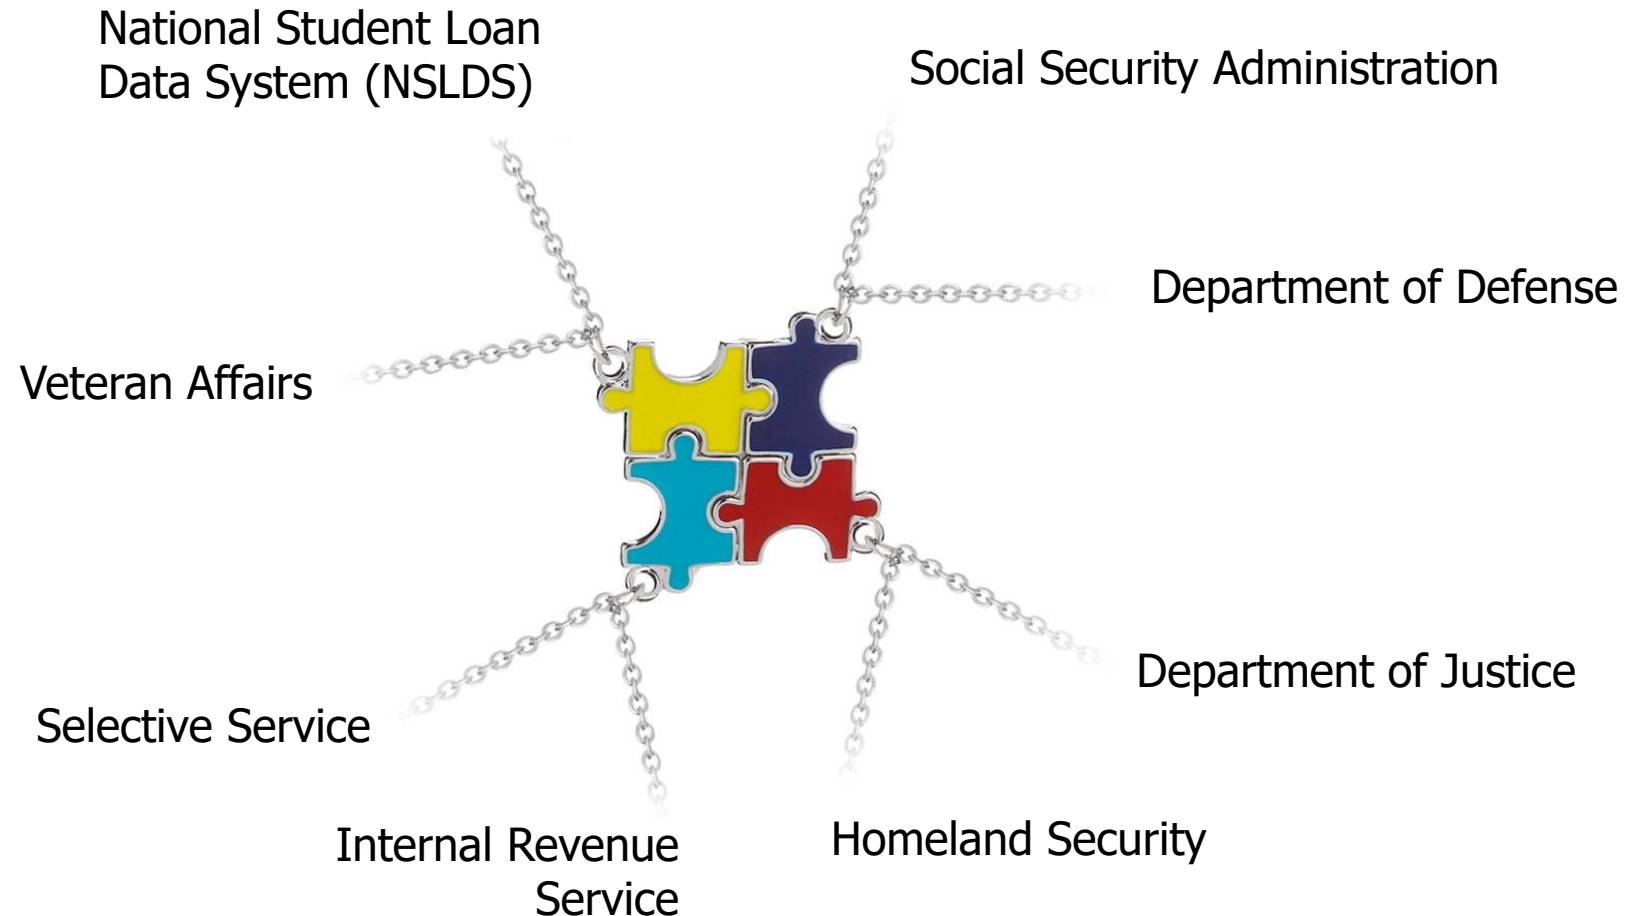 National Student Loan
Data System (NSLDS)
Social Security Administration
Department of Defense
Veteran Affairs
Department of Justice
Selective Service
Internal Revenue
Service
Homeland Security